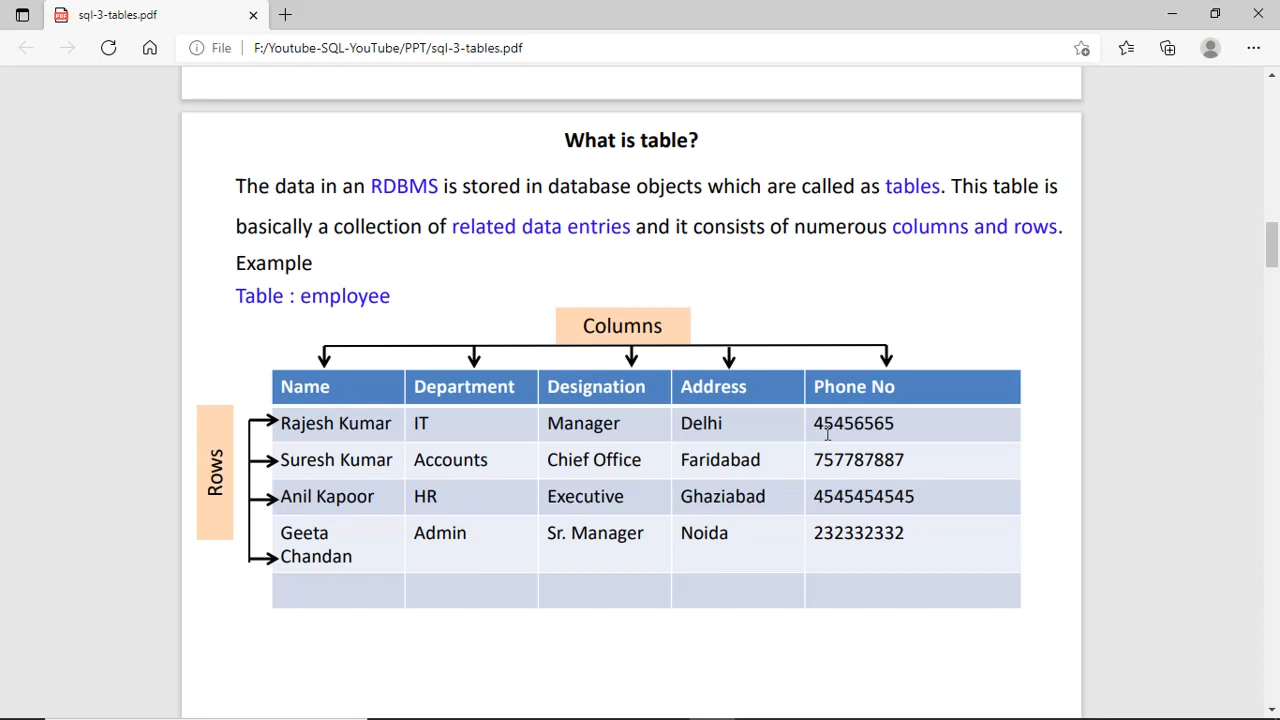 sql-3-tables.pdf
File
F:/Youtube-SQL-YouTube/PPT/sql-3-tables.pdf
What is table?
The data in an RDBMS is stored in database objects which are called as tables. This table is
basically a collection of related data entries and it consists of numerous columns and rows.
Example
Table : employee
Columns
Rows
Name Department Designation Address Phone No
Rajesh Kumar IT Manager Delhi 45456565
Suresh Kumar Accounts Chief Office Faridabad 757787887
Anil Kapoor HR Executive Ghaziabad 4545454545
Geeta Admin Sr. Manager Noida 232332332
Chandan